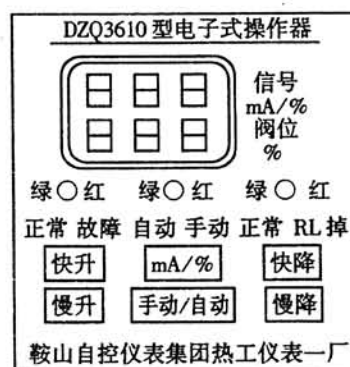 DZQ3610型电子式操作器
信号
mA/%
阀位
%
绿 红 绿 红 绿 红
正常 故障 自动 手动 正常 RL掉
快升 mA/% 快降
慢升 手动/自动 慢降
鞍山自控仪表集团热工仪表一厂